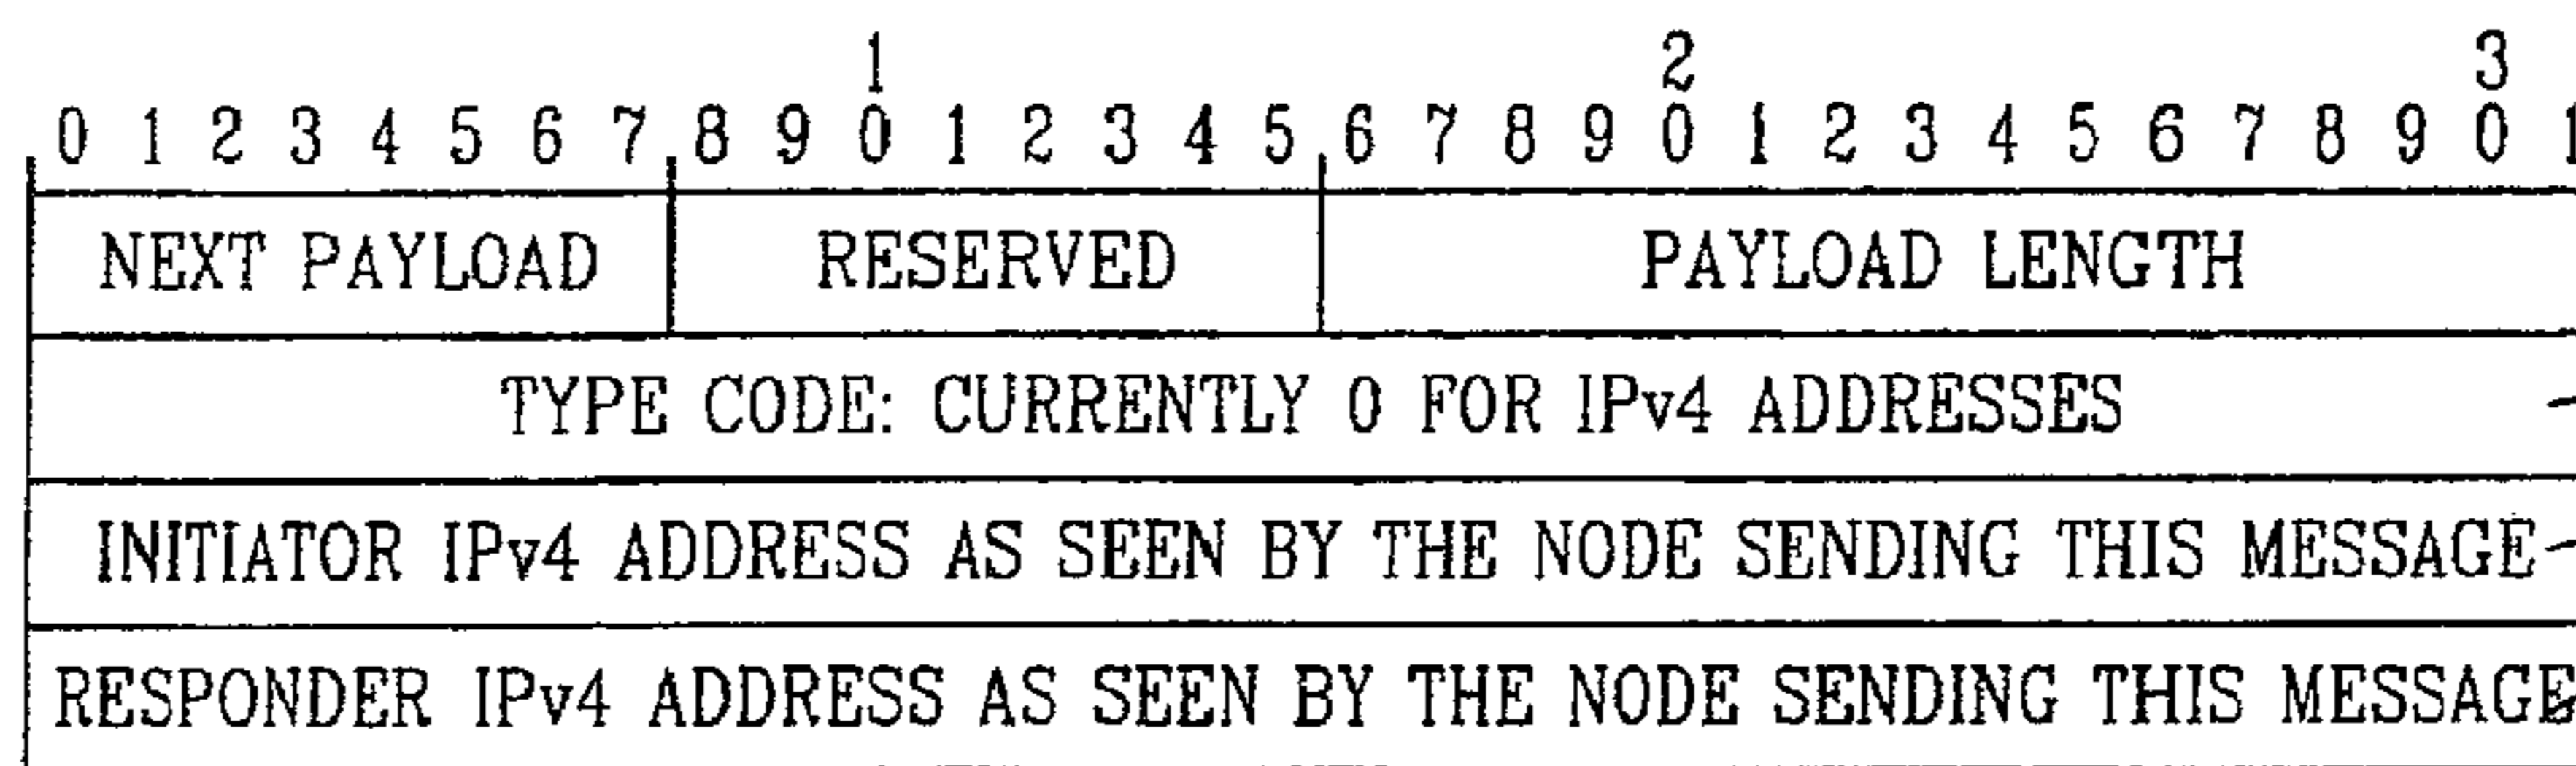 1 2 3
0 1 2 3 4 5 6 7 8 9 0 1 2 3 4 5 6 7 8 9 0 1 2 3 4 5 6 7 8 9 0 1
NEXT PAYLOAD RESERVED PAYLOAD LENGTH
TYPE CODE: CURRENTLY 0 FOR IPv4 ADDRESSES
INITIATOR IPv4 ADDRESS AS SEEN BY THE NODE SENDING THIS MESSAGE
RESPONDER IPv4 ADDRESS AS SEEN BY THE NODE SENDING THIS MESSAGE